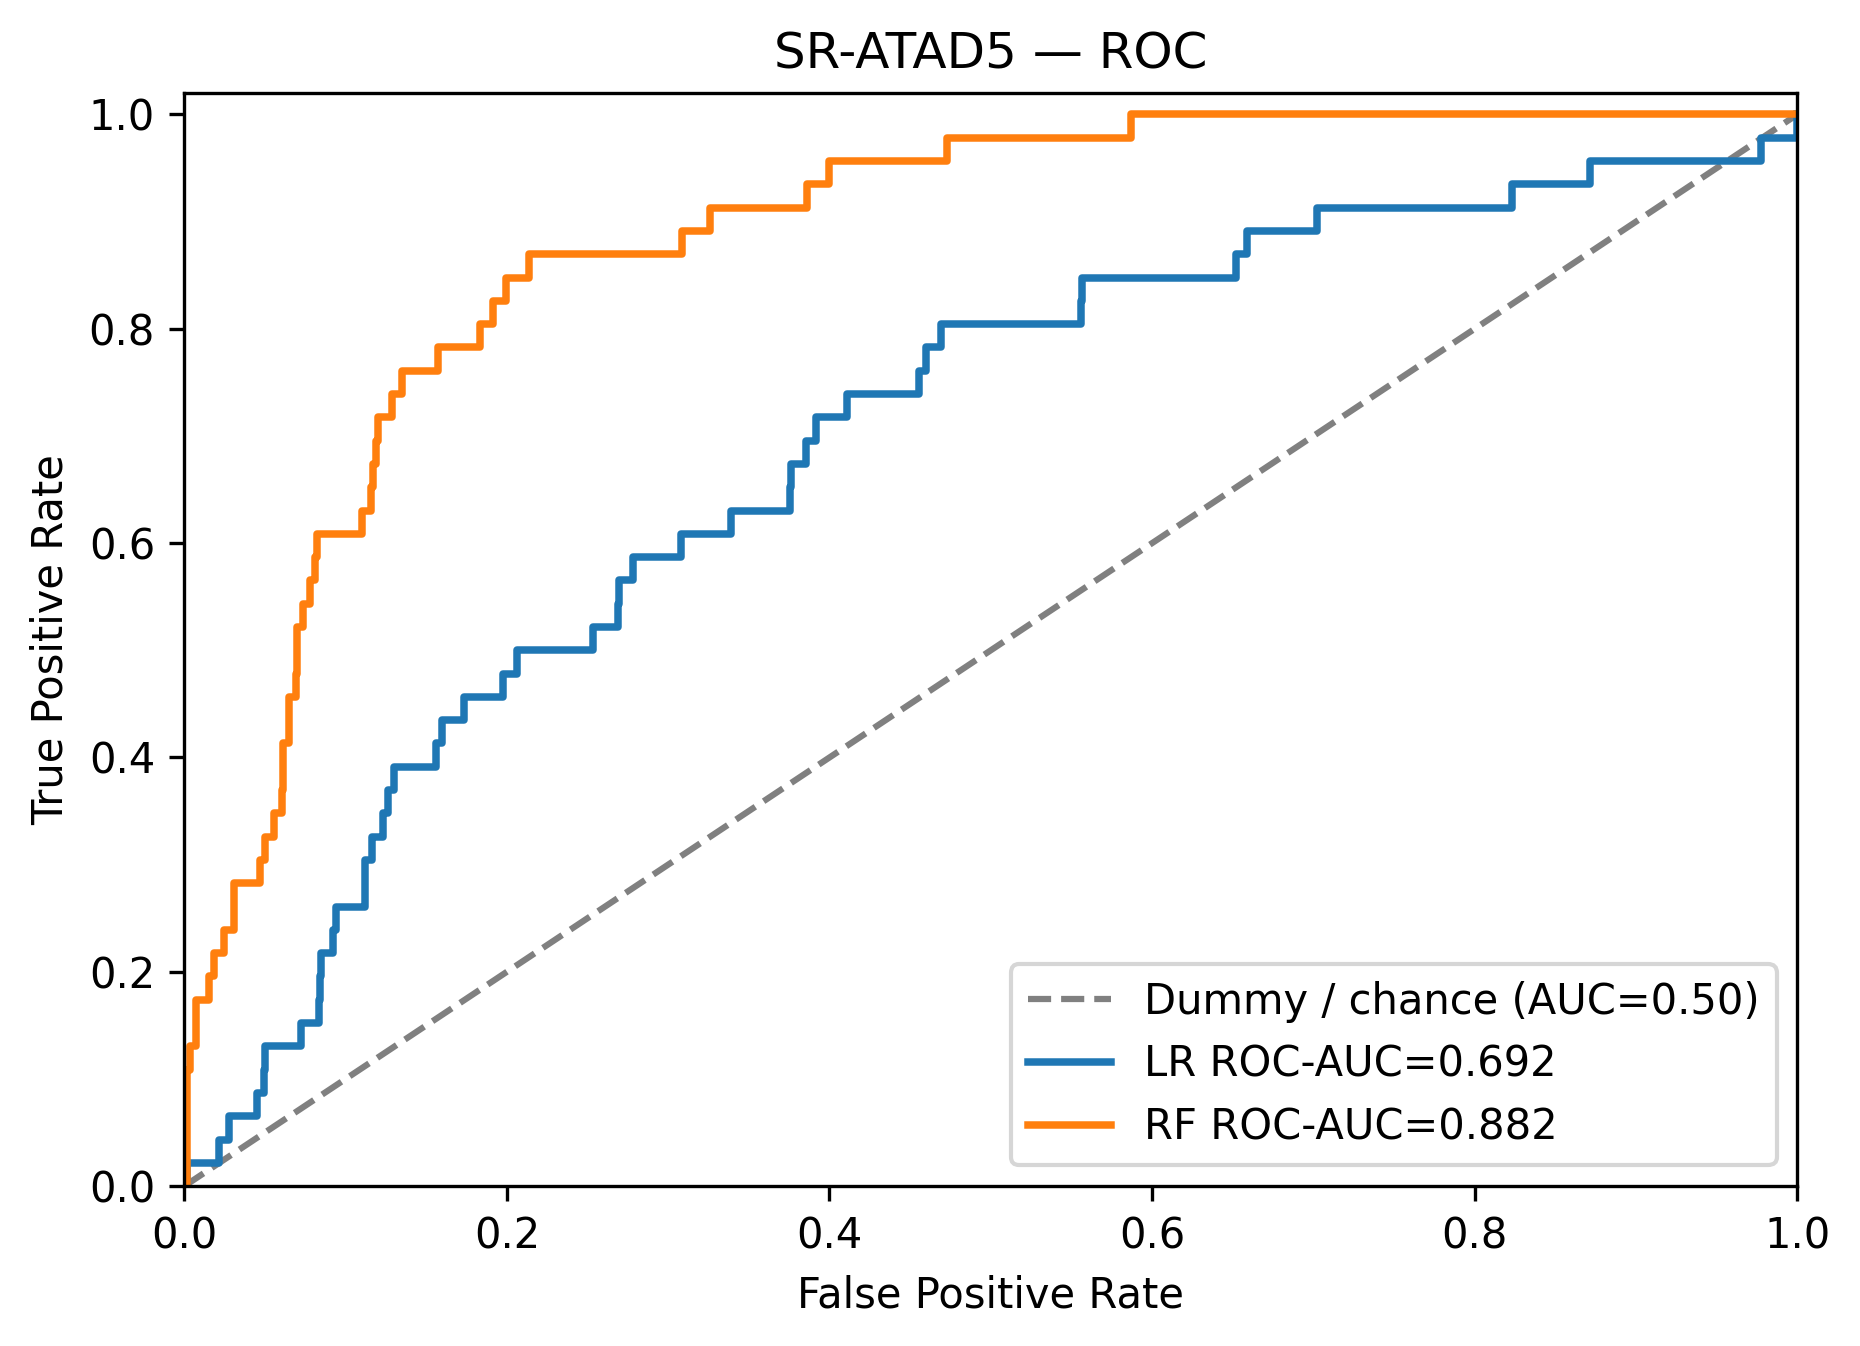 SR-ATAD5 — ROC
1.0
0.8
0.6
0.4
0.2
0.0
True Positive Rate
Dummy / chance (AUC=0.50)
LR ROC-AUC=0.692
RF ROC-AUC=0.882
0.0 0.2 0.4 0.6 0.8 1.0
False Positive Rate